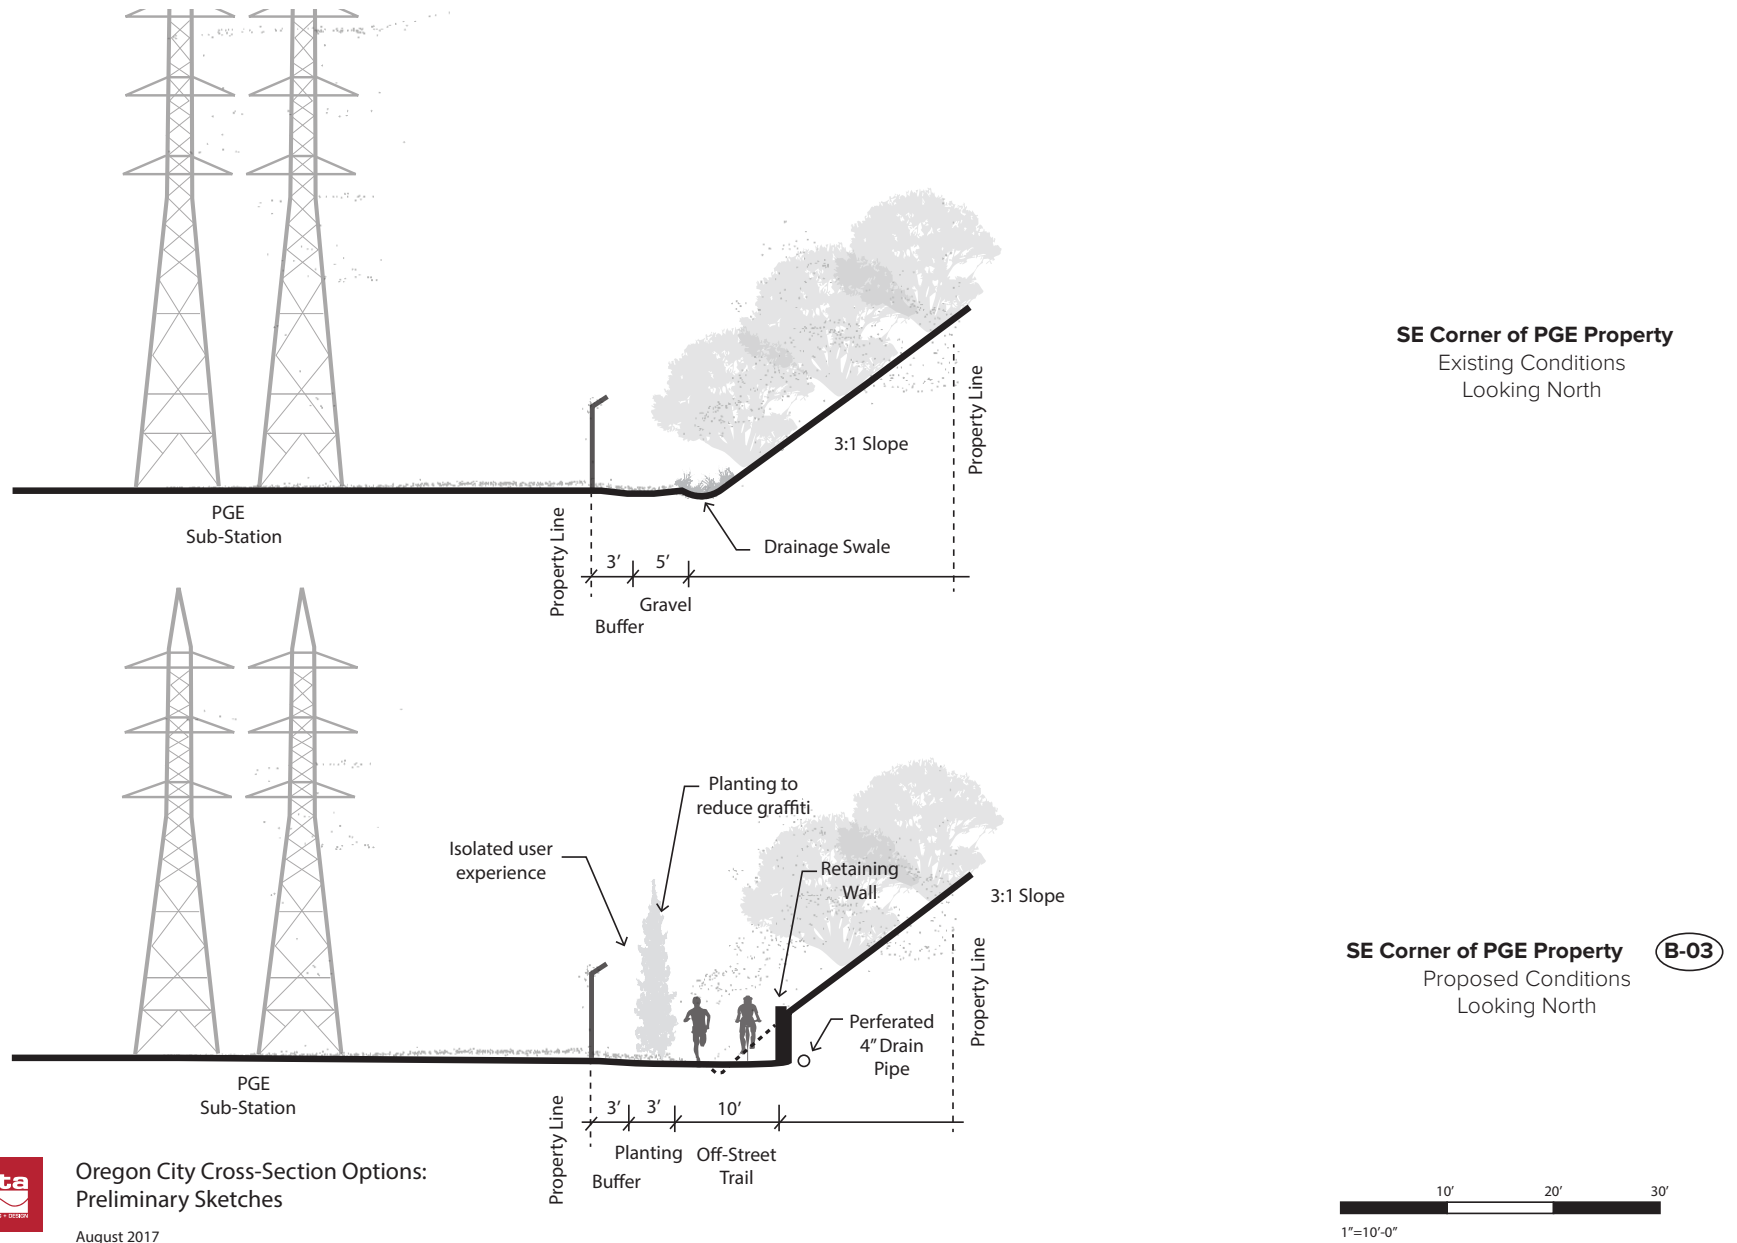 SE Corner of PGE Property
Existing Conditions
Looking North
3:1 Slope
Property Line
PGE
Sub-Station
Property Line
Drainage Swale
3’
5’
Gravel
Buffer
Planting to
reduce graffiti
Isolated user
experience
Retaining
Wall
3:1 Slope
SE Corner of PGE Property
B-03
Proposed Conditions
Looking North
Property Line
Perferated
4” Drain
Pipe
PGE
Sub-Station
Property Line
3’
3’
10’
Planting
Off-Street
Trail
Buffer
ta
+ DESIGN
Oregon City Cross-Section Options:
Preliminary Sketches
August 2017
10’
20’
30’
1”=10’-0”